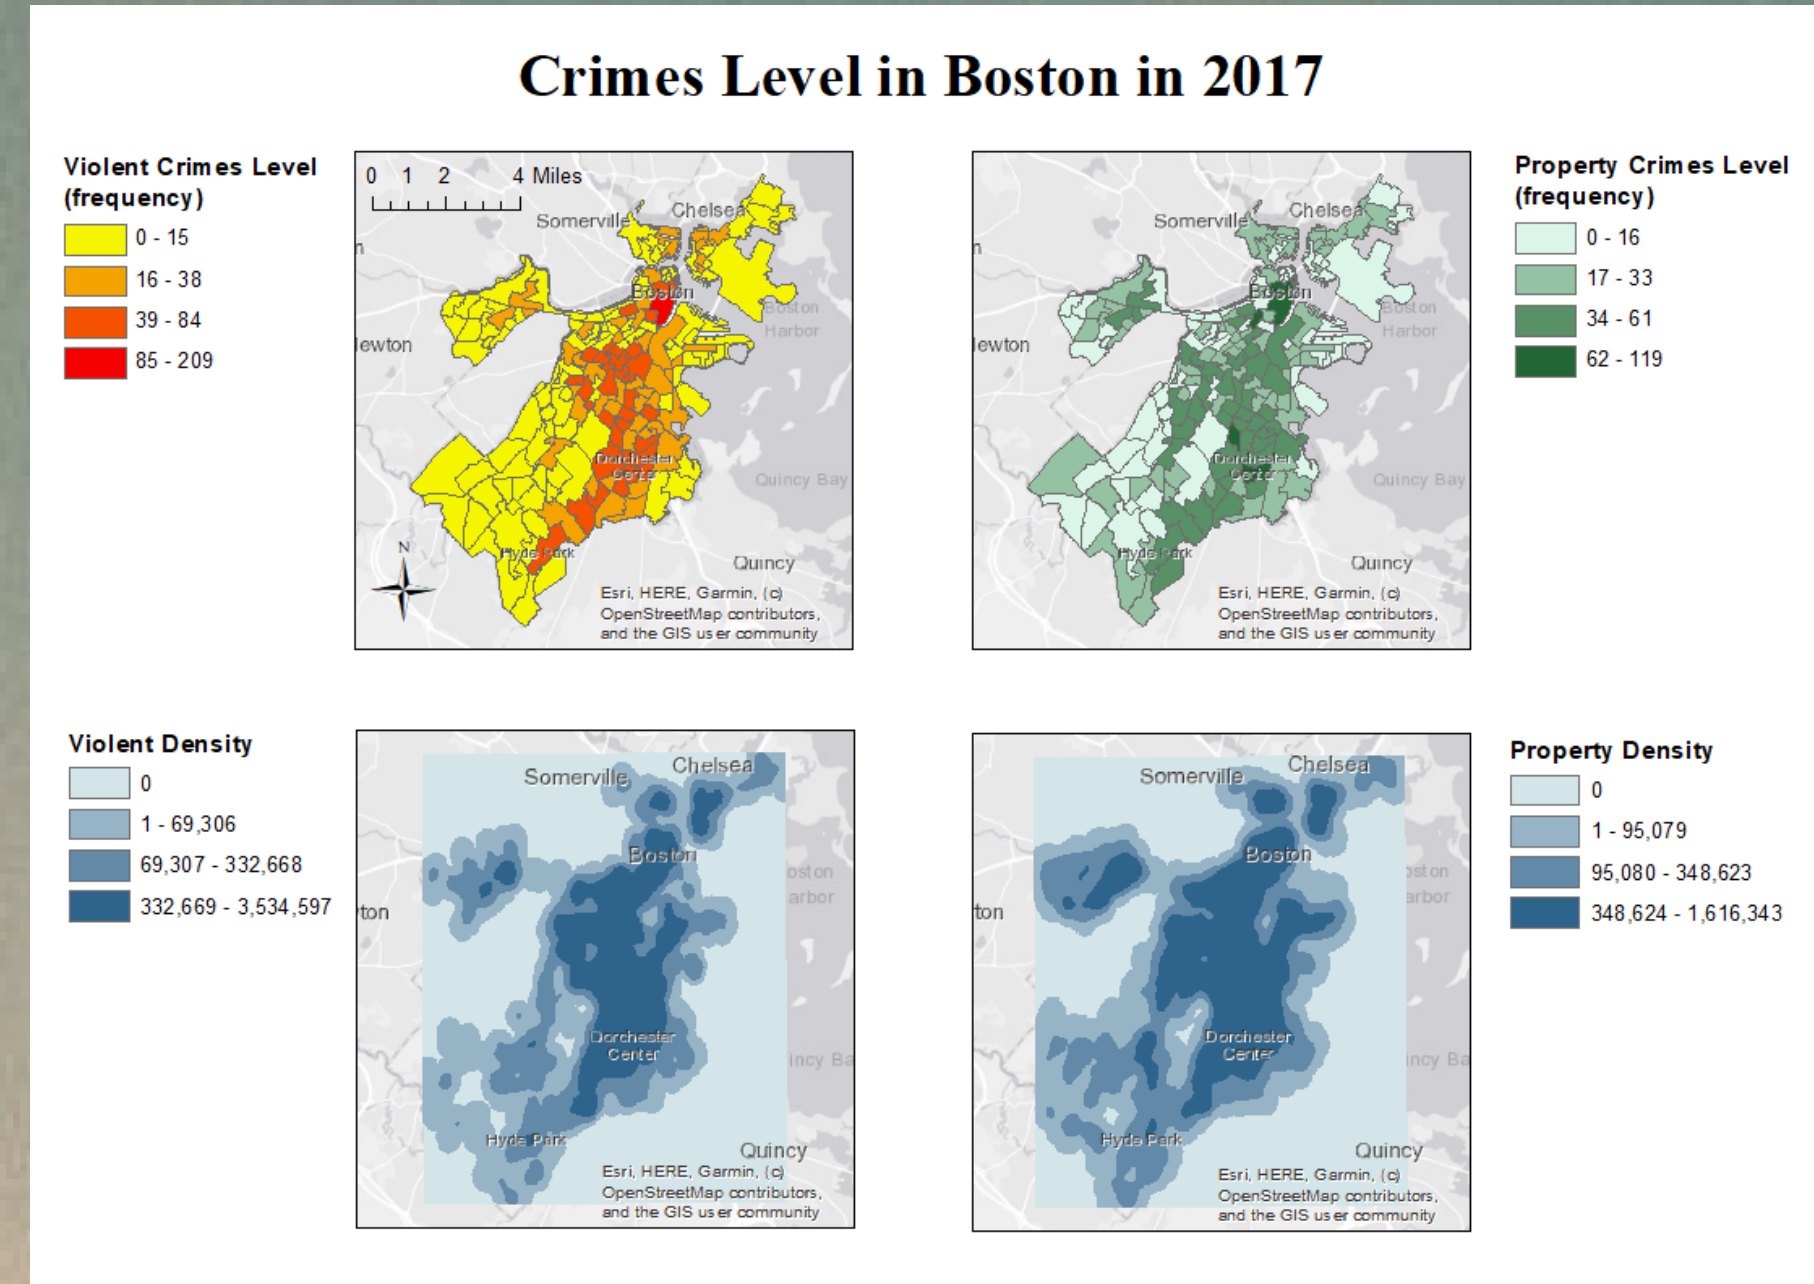 Crimes Level in Boston in 2017
Violent Crimes Level
(frequency)
0 - 15
16 - 38
39 - 84
85 - 209
0 1 2 4 Miles
Somerville
Chelsea
Boston
Boston
Harbor
ewton
Dorchester
Center
Quincy Bay
N
Hyde Park
Quincy
Esri, HERE, Garmin, (c)
OpenStreetMap contributors,
and the GIS user community
Somerville
Chelsea
Boston
Boston
Harbor
ewton
Dorchester
Center
Quincy Bay
Hyde Park
Quincy
Esri, HERE, Garmin, (c)
OpenStreetMap contributors,
and the GIS user community
Property Crimes Level
(frequency)
0 - 16
17 - 33
34 - 61
62 - 119
Violent Density
0
1 - 69,306
69,307 - 332,668
332,669 - 3,534,597
Somerville
Chelsea
Boston
oston
arbor
ton
Dorchester
Center
incy Ba
Hyde Park
Quincy
Esri, HERE, Garmin, (c)
OpenStreetMap contributors,
and the GIS user community
Somerville
Chelsea
Boston
oston
arbor
ton
Dorchester
Center
incy Ba
Hyde Park
Quincy
Esri, HERE, Garmin, (c)
OpenStreetMap contributors,
and the GIS user community
Property Density
0
1 - 95,079
95,080 - 348,623
348,624 - 1,616,343